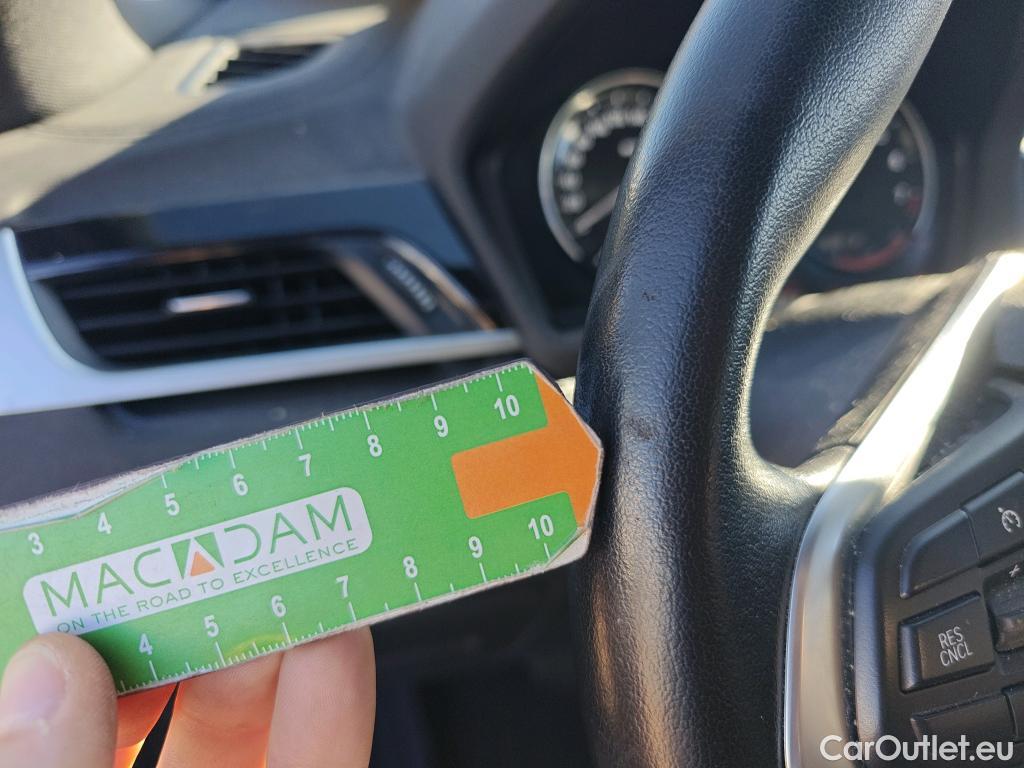 3 4 5 6 7 8 9 10
MACADAM
ON THE ROAD TO EXCELLENCE
4 5 6 7 8 9 10
RES
CNCL
CarOutlet.eu